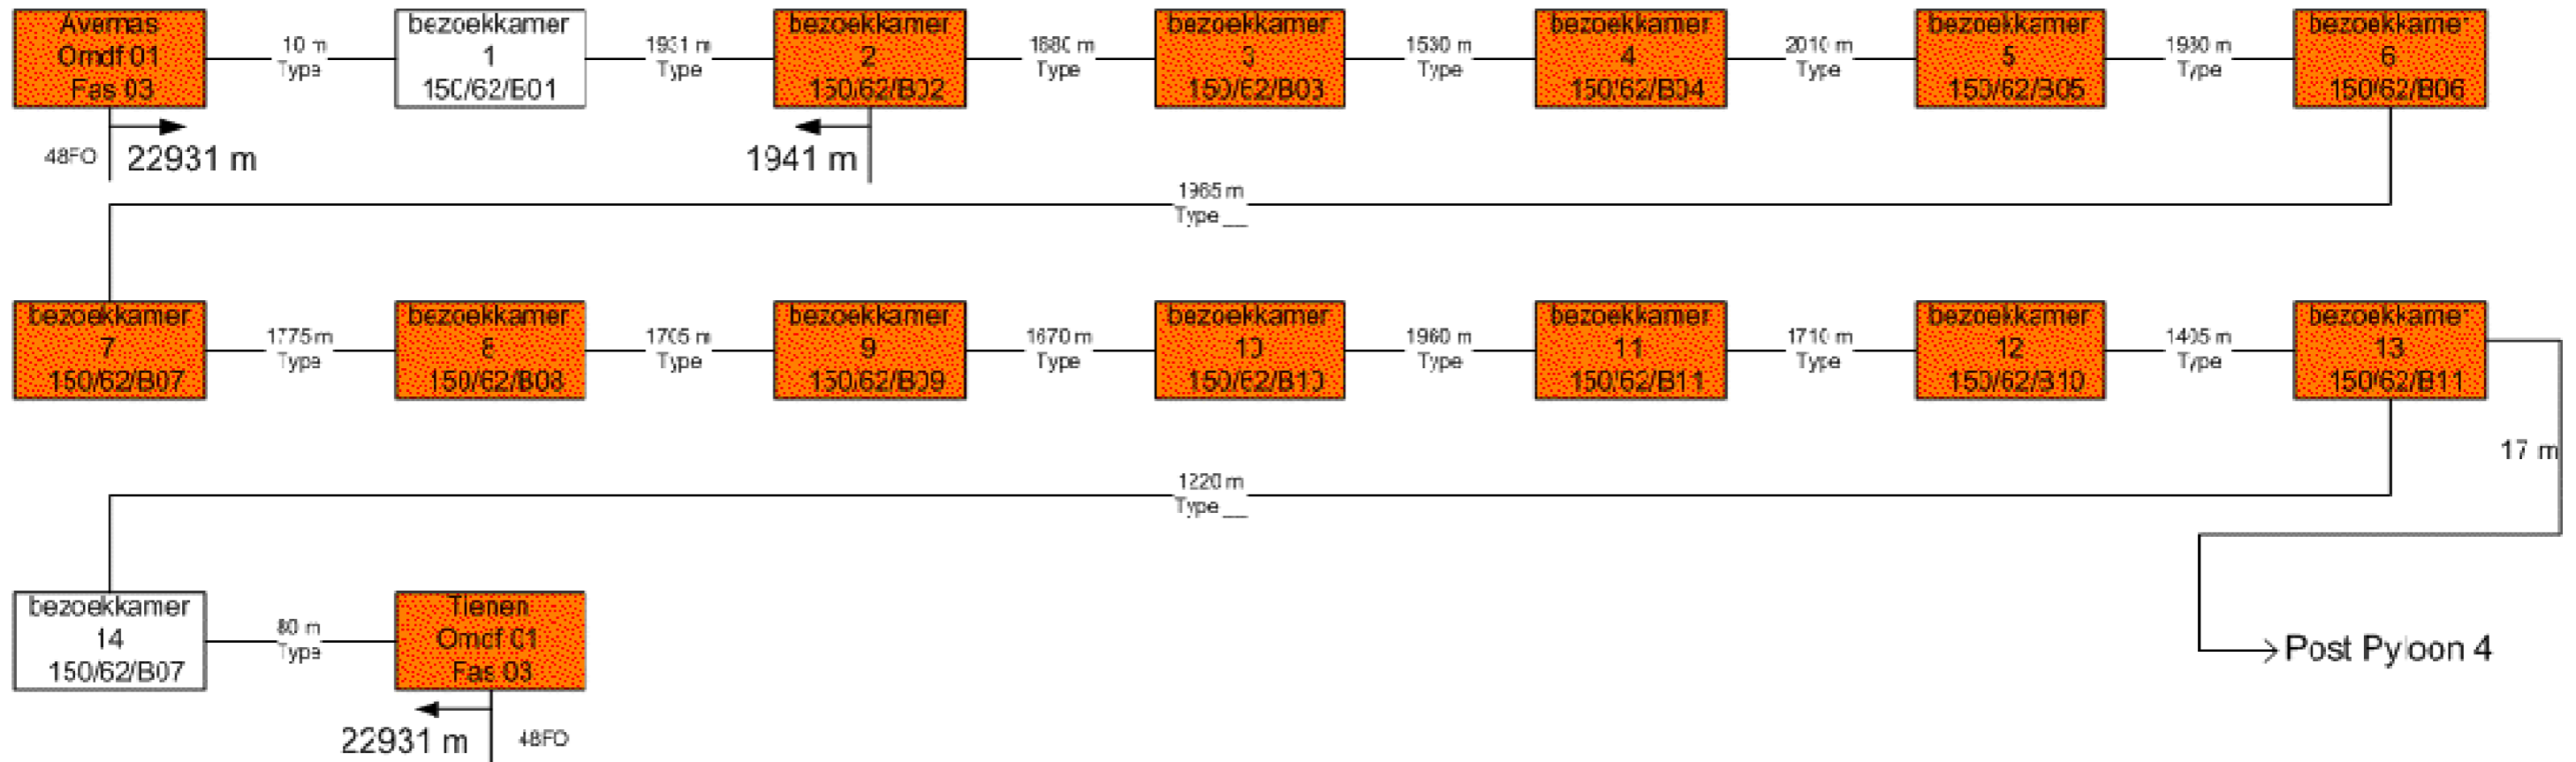 Avernas
Omdf 01
Fas 03
10 m
Type
bezoekkamer
1
150/62/B01
1931 m
Type
bezoekkamer
2
150/62/B02
1880 m
Type
bezoekkamer
3
150/62/B03
m
Type
bezoekkamer
4
150/62/B04
2010 m
Type
bezoekkamer
5
150/62/B05
m
Type
bezoekkamer
6
150/62/B06
48FO
22931 m
1941 m
1965 m
Type __
bezoekkamer
7
150/62/B07
1775 m
Type
bezoekkamer
8
150/62/B08
1705 m
Type
bezoekkamer
9
150/62/B09
1670 m
Type
bezoekkamer
10
150/62/B10
1960 m
Type
bezoekkamer
11
150/62/B11
1710 m
Type
bezoekkamer
12
150/62/B10
m
Type
bezoekkamer
13
150/62/B11
17 m
1220 m
Type __
bezoekkamer
14
150/62/B07
80 m
Type
Tienen
Omdf 01
Fas 03
Post Pyloon 4
22931 m
48FO